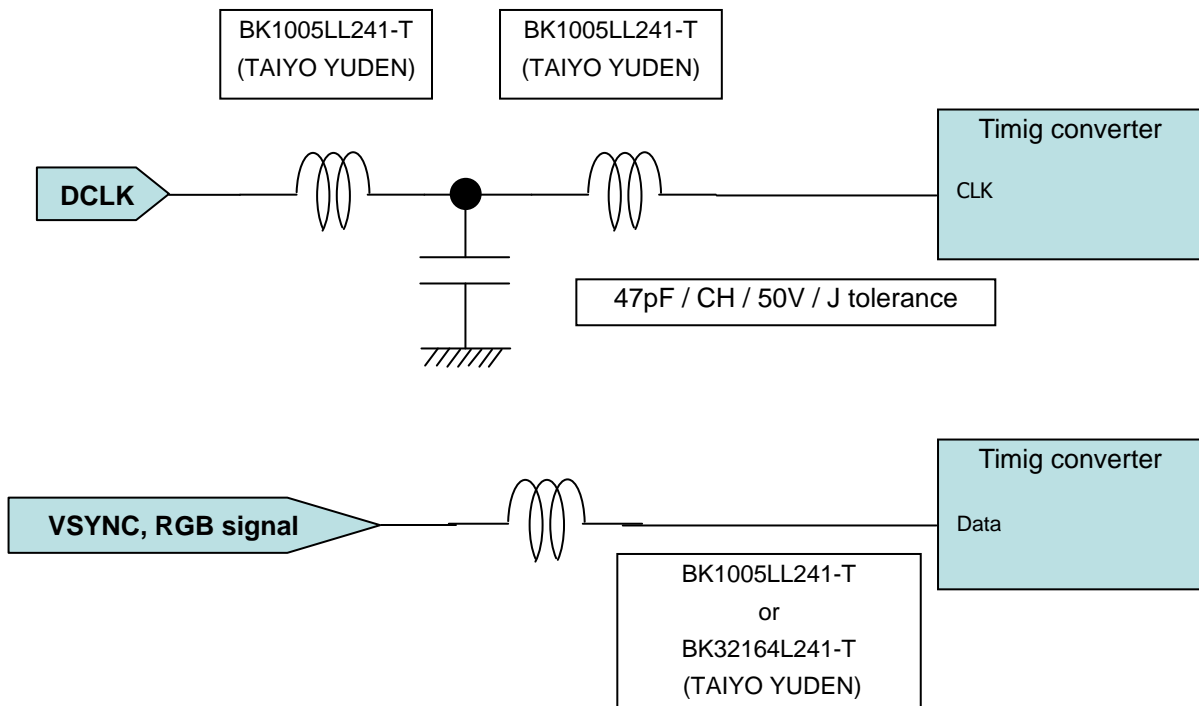 BK1005LL241-T
(TAIYO YUDEN)
BK1005LL241-T
(TAIYO YUDEN)
Timig converter
DCLK
CLK
47pF / CH / 50V / J tolerance
Timig converter
VSYNC, RGB signal
Data
BK1005LL241-T
or
BK32164L241-T
(TAIYO YUDEN)